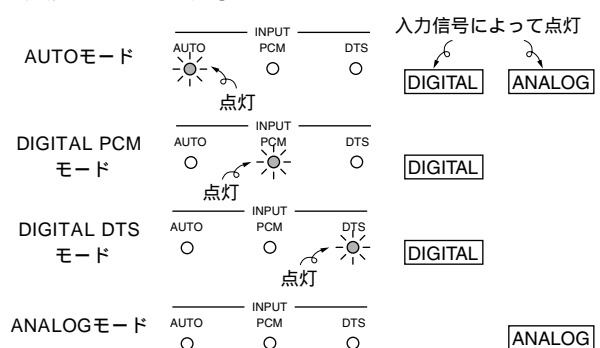 入力信号によって点灯
INPUT
AUTOモード AUTO PCM DTS
DIGITAL ANALOG
点灯
INPUT
DIGITAL PCM AUTO PCM DTS
モード DIGITAL
点灯
INPUT
DIGITAL DTS AUTO PCM DTS
モード DIGITAL
点灯
INPUT
ANALOGモード AUTO PCM DTS
ANALOG